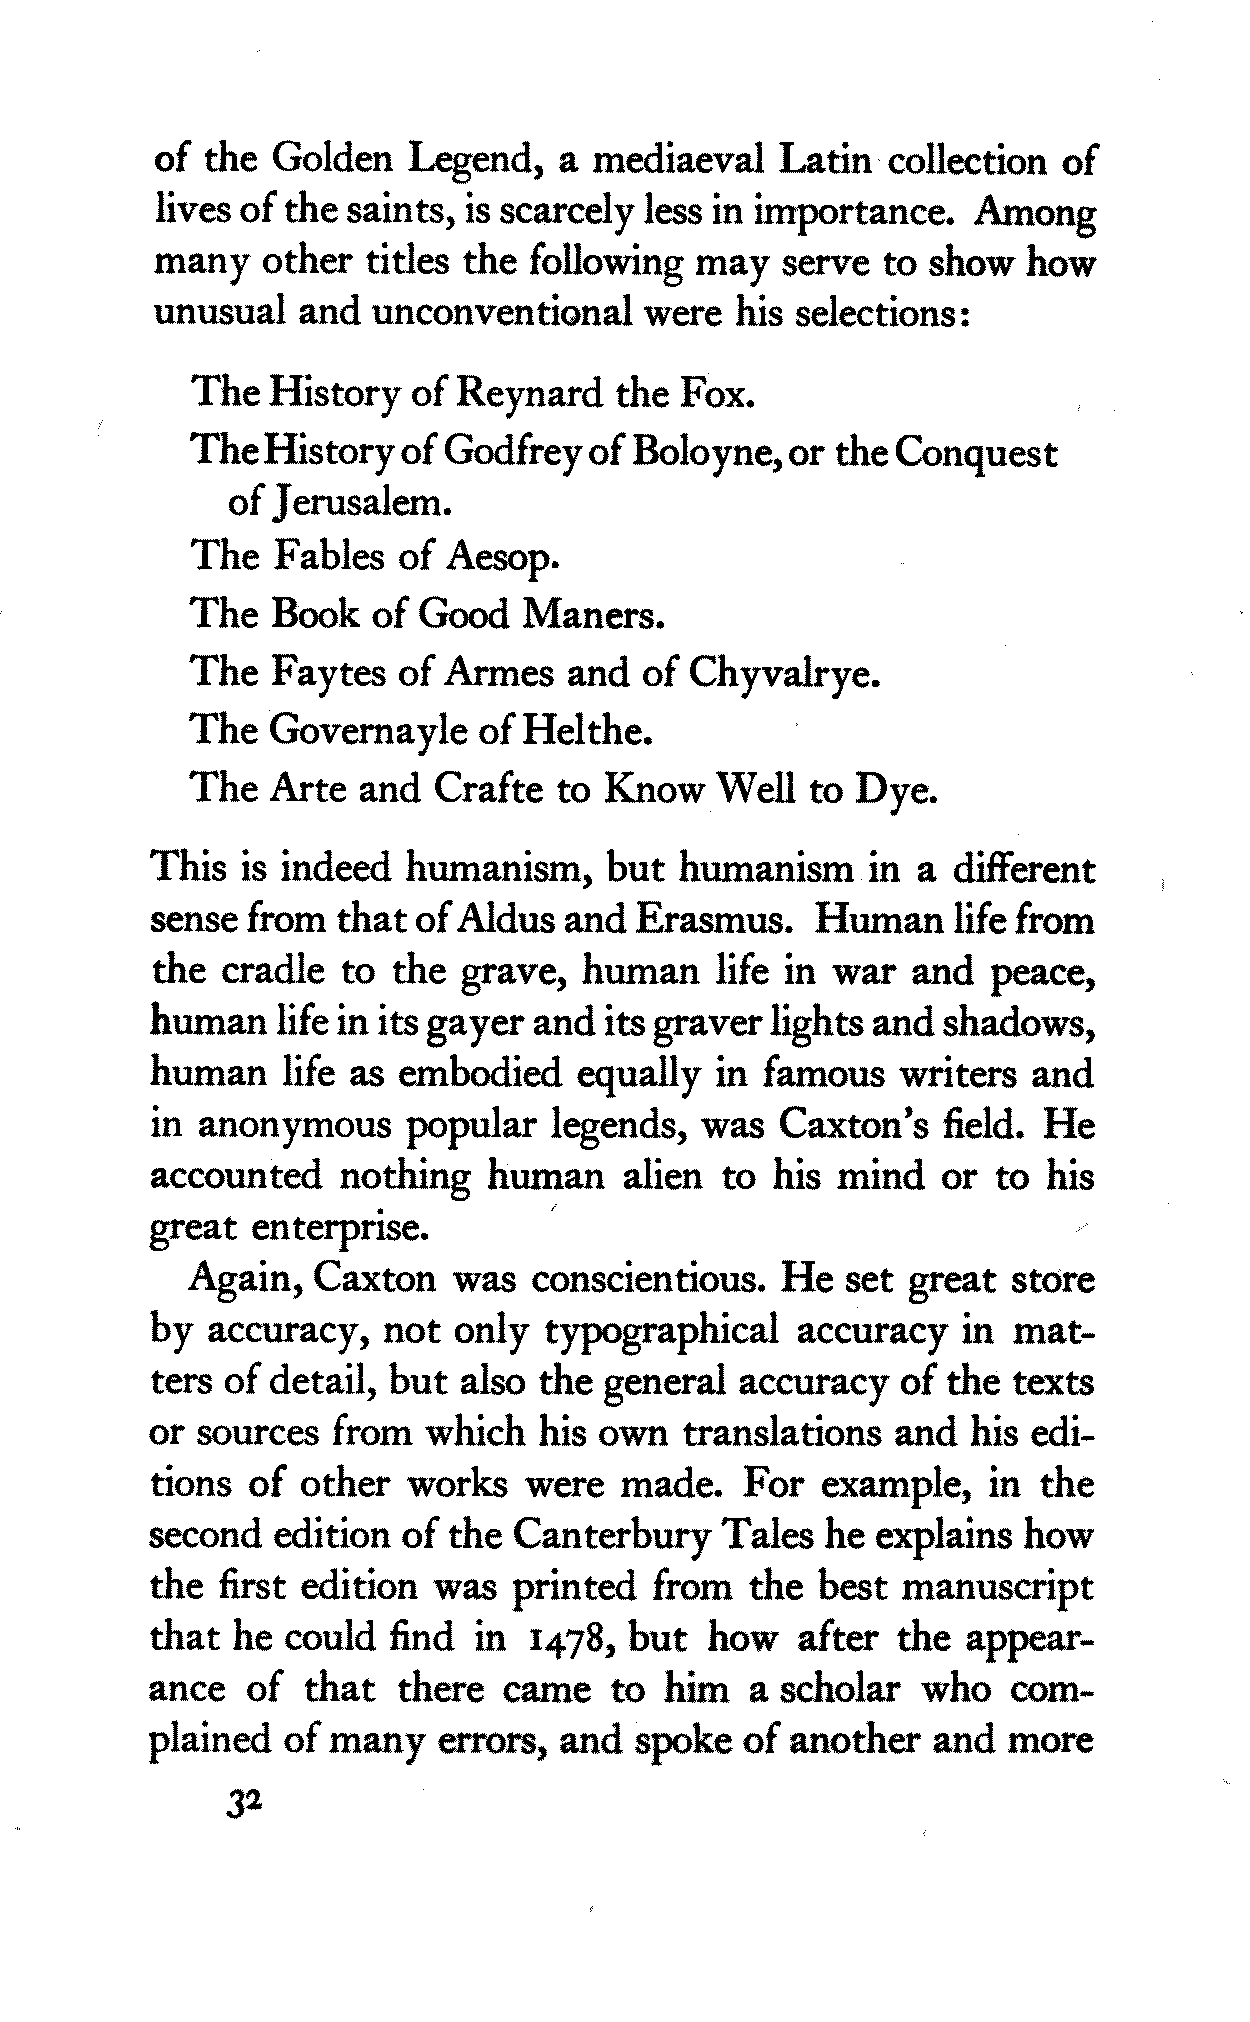 of the Golden Legend, a mediaeval Latin collection of
lives of the saints, is scarcely less in importance. Among
many other titles the following may serve to show how
unusual and unconventional were his selections:
The History of Reynard the Fox.
The History of Godfrey of Boloyne, or the Conquest
of Jerusalem.
The Fables of Aesop.
The Book of Good Maners.
The Faytes of Armes and of Chyvalrye.
The Governayle of Helthe.
The Arte and Crafte to Know Well to Dye.
This is indeed humanism, but humanism in a different
sense from that of Aldus and Erasmus. Human life from
the cradle to the grave, human life in war and peace,
human life in its gayer and its graver lights and shadows,
human life as embodied equally in famous writers and
in anonymous popular legends, was Caxton's field. He
accounted nothing human alien to his mind or to his
great enterprise.
Again, Caxton was conscientious. He set great store
by accuracy, not only typographical accuracy in mat-
ters of detail, but also the general accuracy of the texts
or sources from which his own translations and his edi-
tions of other works were made. For example, in the
second edition of the Canterbury Tales he explains how
the first edition was printed from the best manuscript
that he could find in 1478, but how after the appear-
ance of that there came to him a scholar who com-
plained of many errors, and spoke of another and more
32